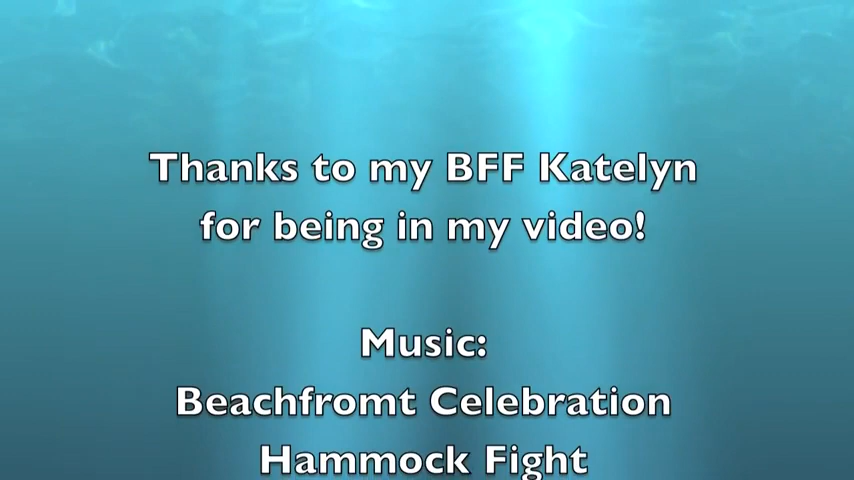 Thanks to my BFF Katelyn
for being in my video!
Music:
Beachfromt Celebration
Hammock Fight